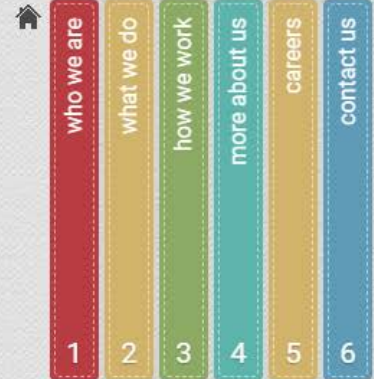 who we are
1
what we do
2
how we work
3
more about us
4
careers
5
contact us
6